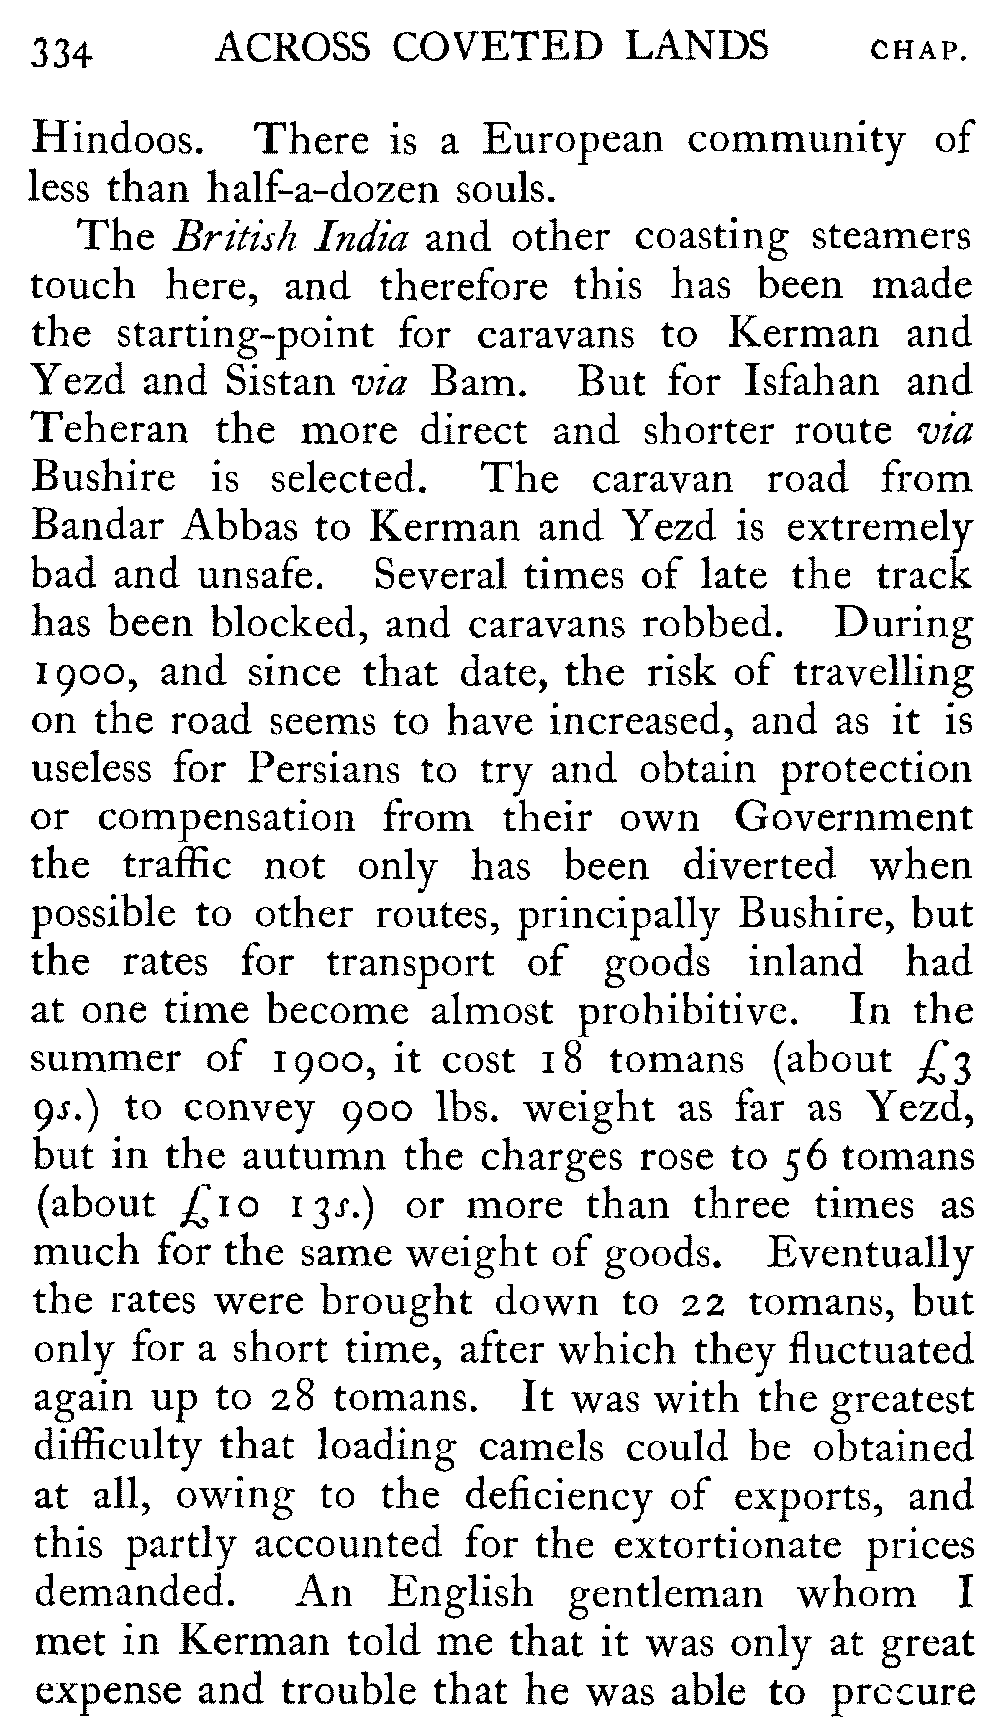 334 ACROSS COVETED LANDS CHAP.
Hindoos. There is a European community of
less than half-a-dozen souls.
The British India and other coasting steamers
touch here, and therefore this has been made
the starting-point for caravans to Kerman and
Yezd and Sistan via Bam. But for Isfahan and
Teheran the more direct and shorter route via
Bushire is selected. The caravan road from
Bandar Abbas to Kerman and Yezd is extremely
bad and unsafe. Several times of late the track
has been blocked, and caravans robbed. During
1900, and since that date, the risk of travelling
on the road seems to have increased, and as it is
useless for Persians to try and obtain protection
or compensation from their own Government
the traffic not only has been diverted when
possible to other routes, principally Bushire, but
the rates for transport of goods inland had
at one time become almost prohibitive. In the
summer of 1900, it cost 18 tomans (about £3
9s.) to convey 900 lbs. weight as far as Yezd,
but in the autumn the charges rose to 56 tomans
(about £10 13s.) or more than three times as
much for the same weight of goods. Eventually
the rates were brought down to 22 tomans, but
only for a short time, after which they fluctuated
again up to 28 tomans. It was with the greatest
difficulty that loading camels could be obtained
at all, owing to the deficiency of exports, and
this partly accounted for the extortionate prices
demanded. An English gentleman whom I
met in Kerman told me that it was only at great
expense and trouble that he was able to procure